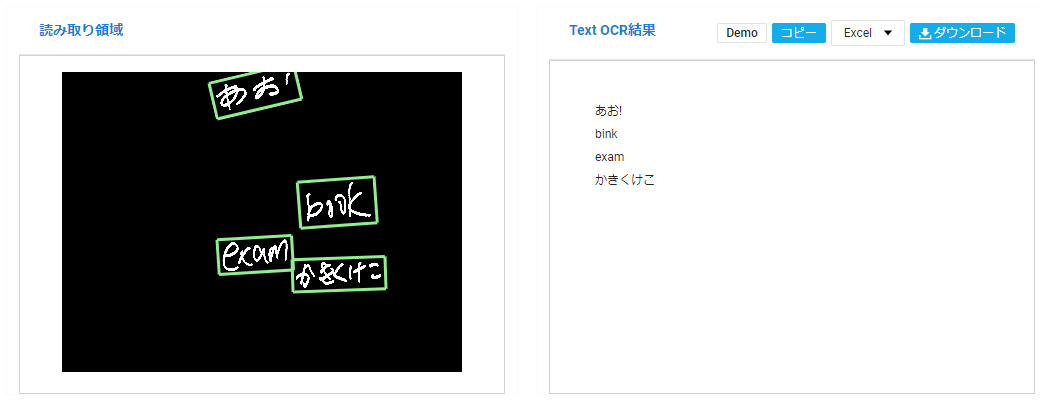 読み取り領域
あお!
book
exam
かきくけこ
Text OCR結果
Demo コピー Excel ダウンロード
あお!
bink
exam
かきくけこ